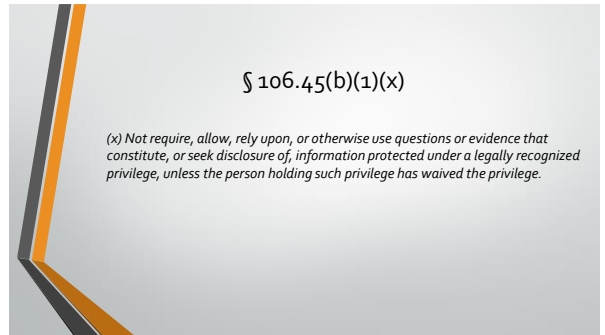 § 106.45(b)(1)(x)
(x) Not require, allow, rely upon, or otherwise use questions or evidence that
constitute, or seek disclosure of, information protected under a legally recognized
privilege, unless the person holding such privilege has waived the privilege.